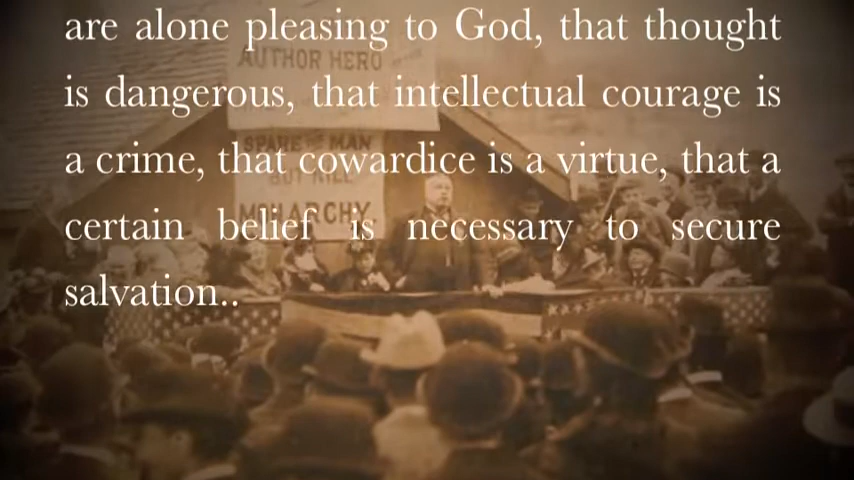 are alone pleasing to God, that thought
is dangerous, that intellectual courage is
a crime, that cowardice is a virtue, that a
certain belief is necessary to secure
salvation..
AUTHOR HERO
SPARE THE MAN
BUT KILL
MONARCHY